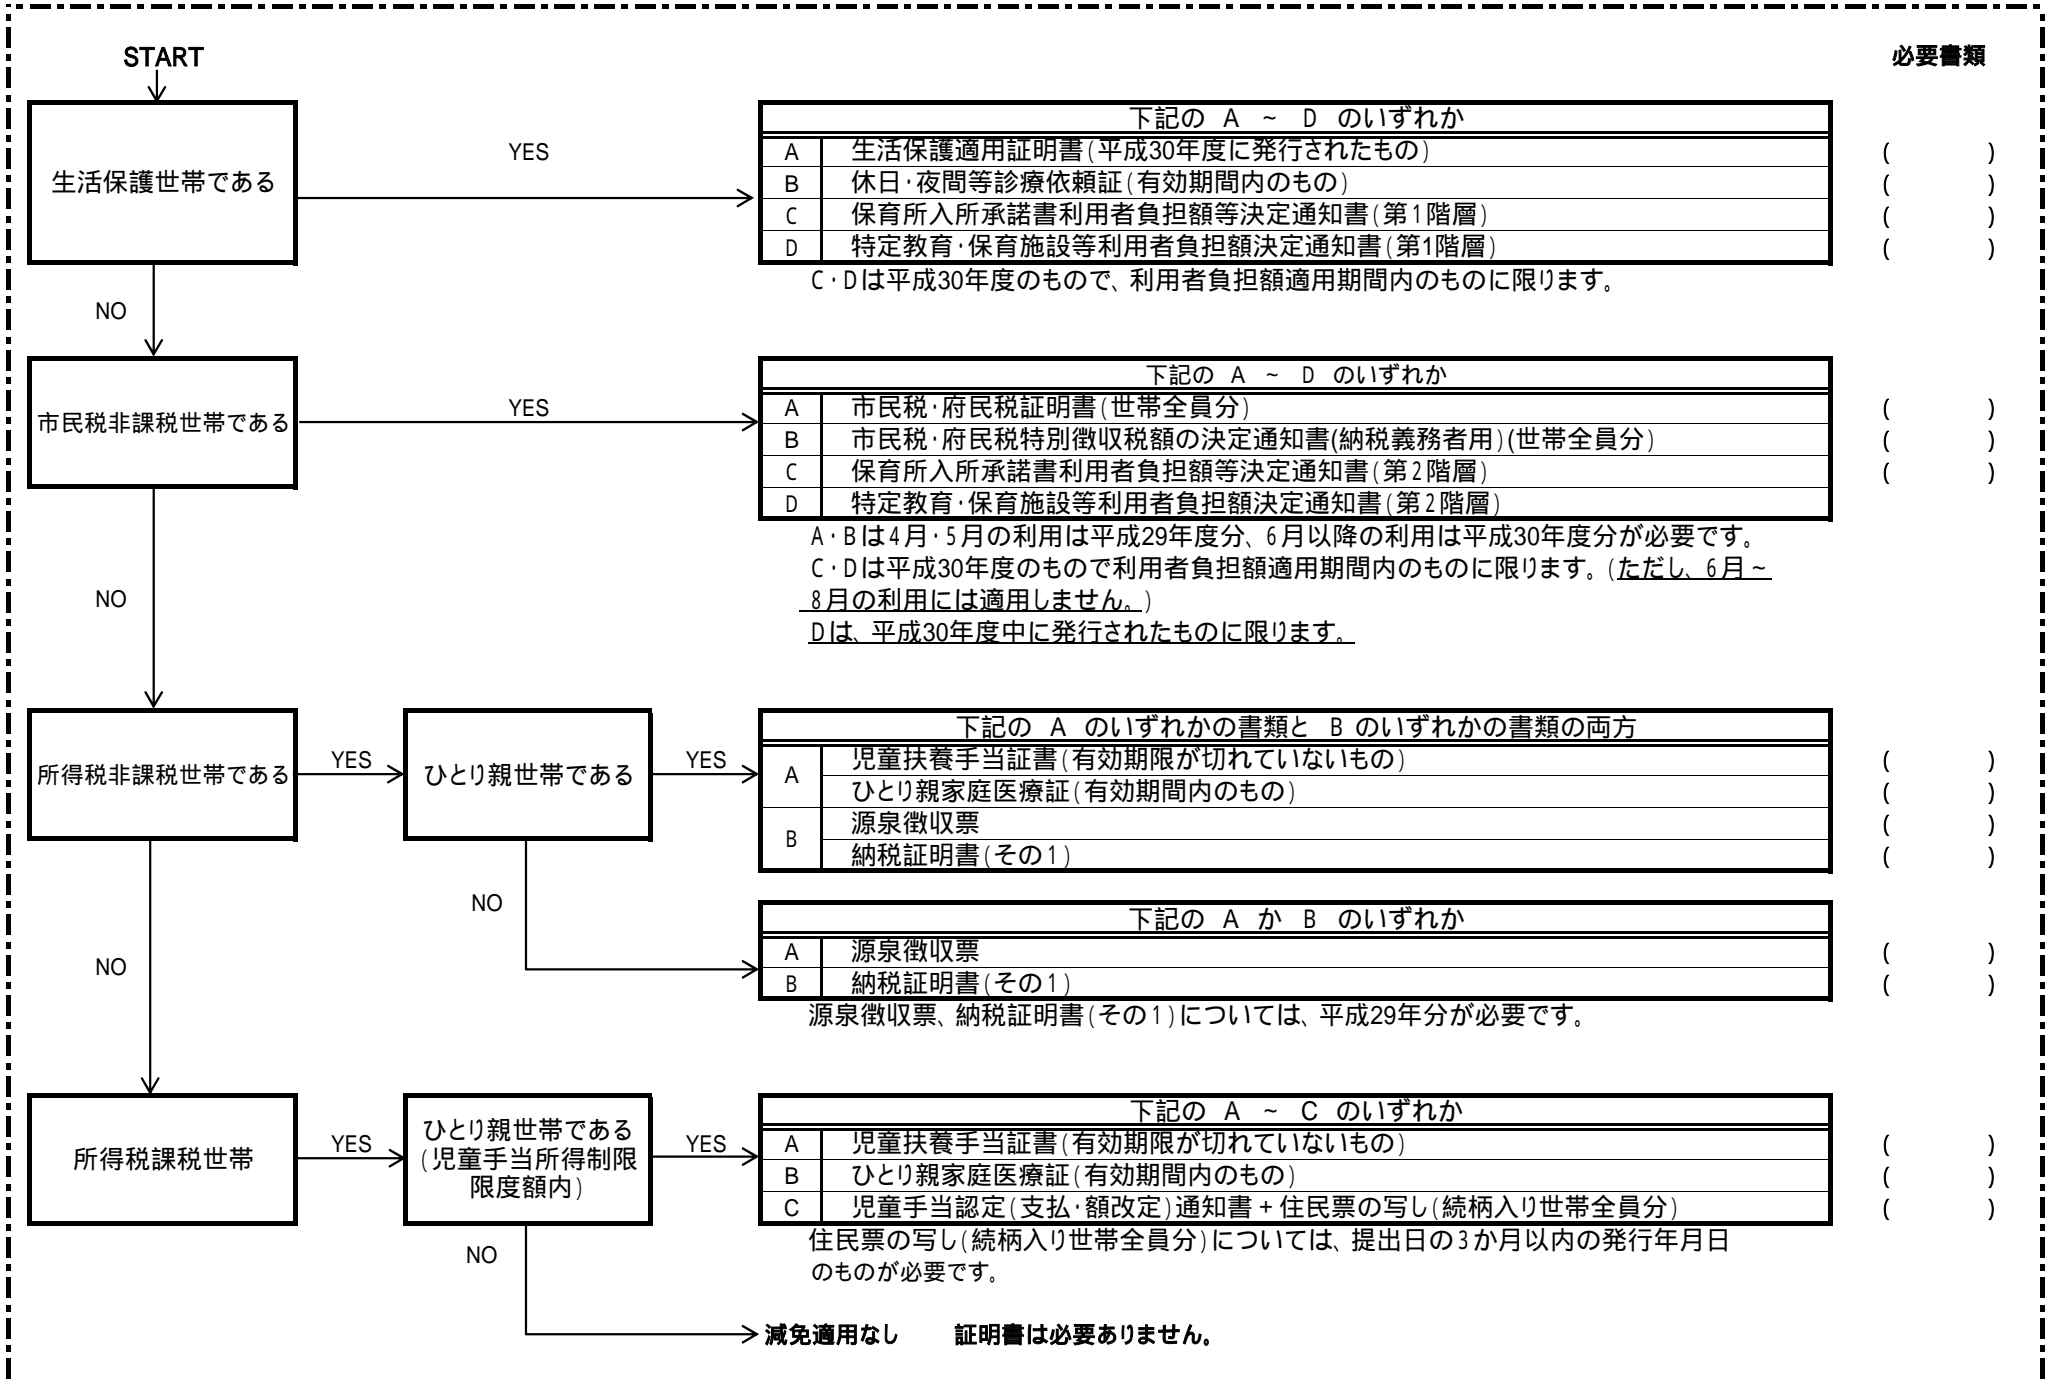 START
必要書類
生活保護世帯である
YES
下記の A ~ D のいずれか
A 生活保護適用証明書(平成30年度に発行されたもの) ( )
B 休日・夜間等診療依頼証(有効期間内のもの) ( )
C 保育所入所承諾書利用者負担額等決定通知書(第1階層) ( )
D 特定教育・保育施設等利用者負担額決定通知書(第1階層) ( )
C・Dは平成30年度のもので、利用者負担額適用期間内のものに限ります。
NO
市民税非課税世帯である
YES
下記の A ~ D のいずれか
A 市民税・府民税証明書(世帯全員分) ( )
B 市民税・府民税特別徴収税額の決定通知書(納税義務者用)(世帯全員分) ( )
C 保育所入所承諾書利用者負担額等決定通知書(第2階層) ( )
D 特定教育・保育施設等利用者負担額決定通知書(第2階層)
A・Bは4月・5月の利用は平成29年度分、6月以降の利用は平成30年度分が必要です。
C・Dは平成30年度のもので利用者負担額適用期間内のものに限ります。(ただし、6月~
8月の利用には適用しません。)
Dは、平成30年度中に発行されたものに限ります。
NO
所得税非課税世帯である
YES
ひとり親世帯である
YES
下記の A のいずれかの書類と B のいずれかの書類の両方
A 児童扶養手当証書(有効期限が切れていないもの) ( )
ひとり親家庭医療証(有効期間内のもの) ( )
B 源泉徴収票 ( )
納税証明書(その1) ( )
NO
下記の A か B のいずれか
A 源泉徴収票 ( )
B 納税証明書(その1) ( )
源泉徴収票、納税証明書(その1)については、平成29年分が必要です。
NO
所得税課税世帯
YES
ひとり親世帯である
(児童手当所得制限
限度額内)
YES
下記の A ~ C のいずれか
A 児童扶養手当証書(有効期限が切れていないもの) ( )
B ひとり親家庭医療証(有効期間内のもの) ( )
C 児童手当認定(支払・額改定)通知書+住民票の写し(続柄入り世帯全員分) ( )
住民票の写し(続柄入り世帯全員分)については、提出日の3か月以内の発行年月日
のものが必要です。
NO
減免適用なし 証明書は必要ありません。